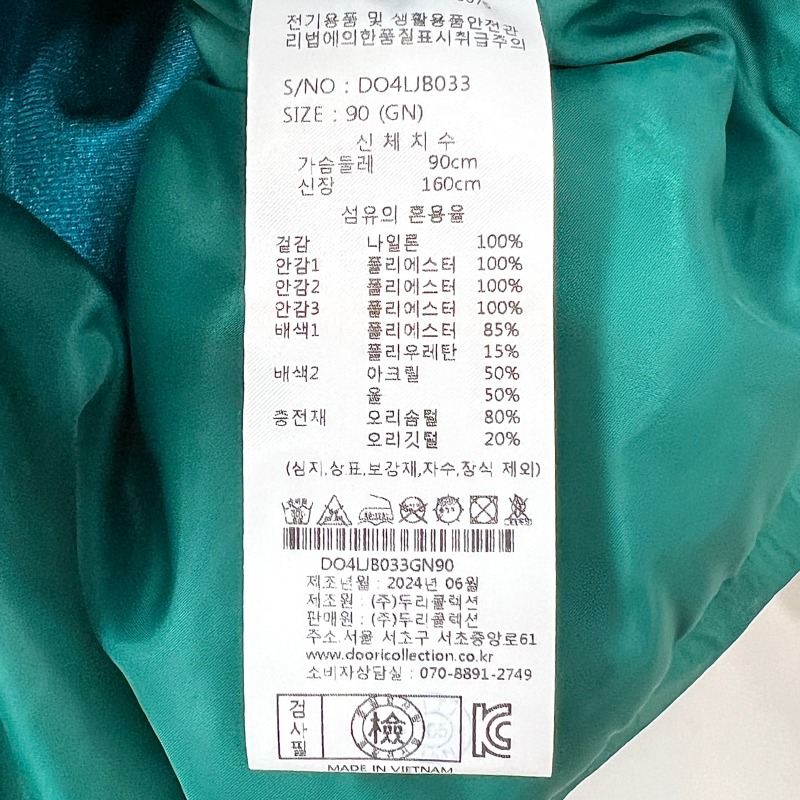 전기용품 및 생활용품안전관
리법에의한품질표시취급주의
S/NO : DO4LJB033
SIZE : 90 (GN)
신체치수
가슴둘레 90cm
신장 160cm
섬유의 혼용율
겉감 나일론 100%
안감1 폴리에스터 100%
안감2 폴리에스터 100%
안감3 폴리에스터 100%
배색1 폴리에스터 85%
폴리우레탄 15%
배색2 아크릴 50%
울 50%
충전재 오리솜털 80%
오리깃털 20%
(심지,상표,보강재,자수,장식 제외)
DO4LJB033GN90
제조년월 : 2024년 06월
제조원 : (주)두리콜렉션
판매원 : (주)두리콜렉션
주소.서울 서초구 서초중앙로61
www.dooricollection.co.kr
소비자상담실 : 070-8891-2749
검사필 檢
MADE IN VIETNAM